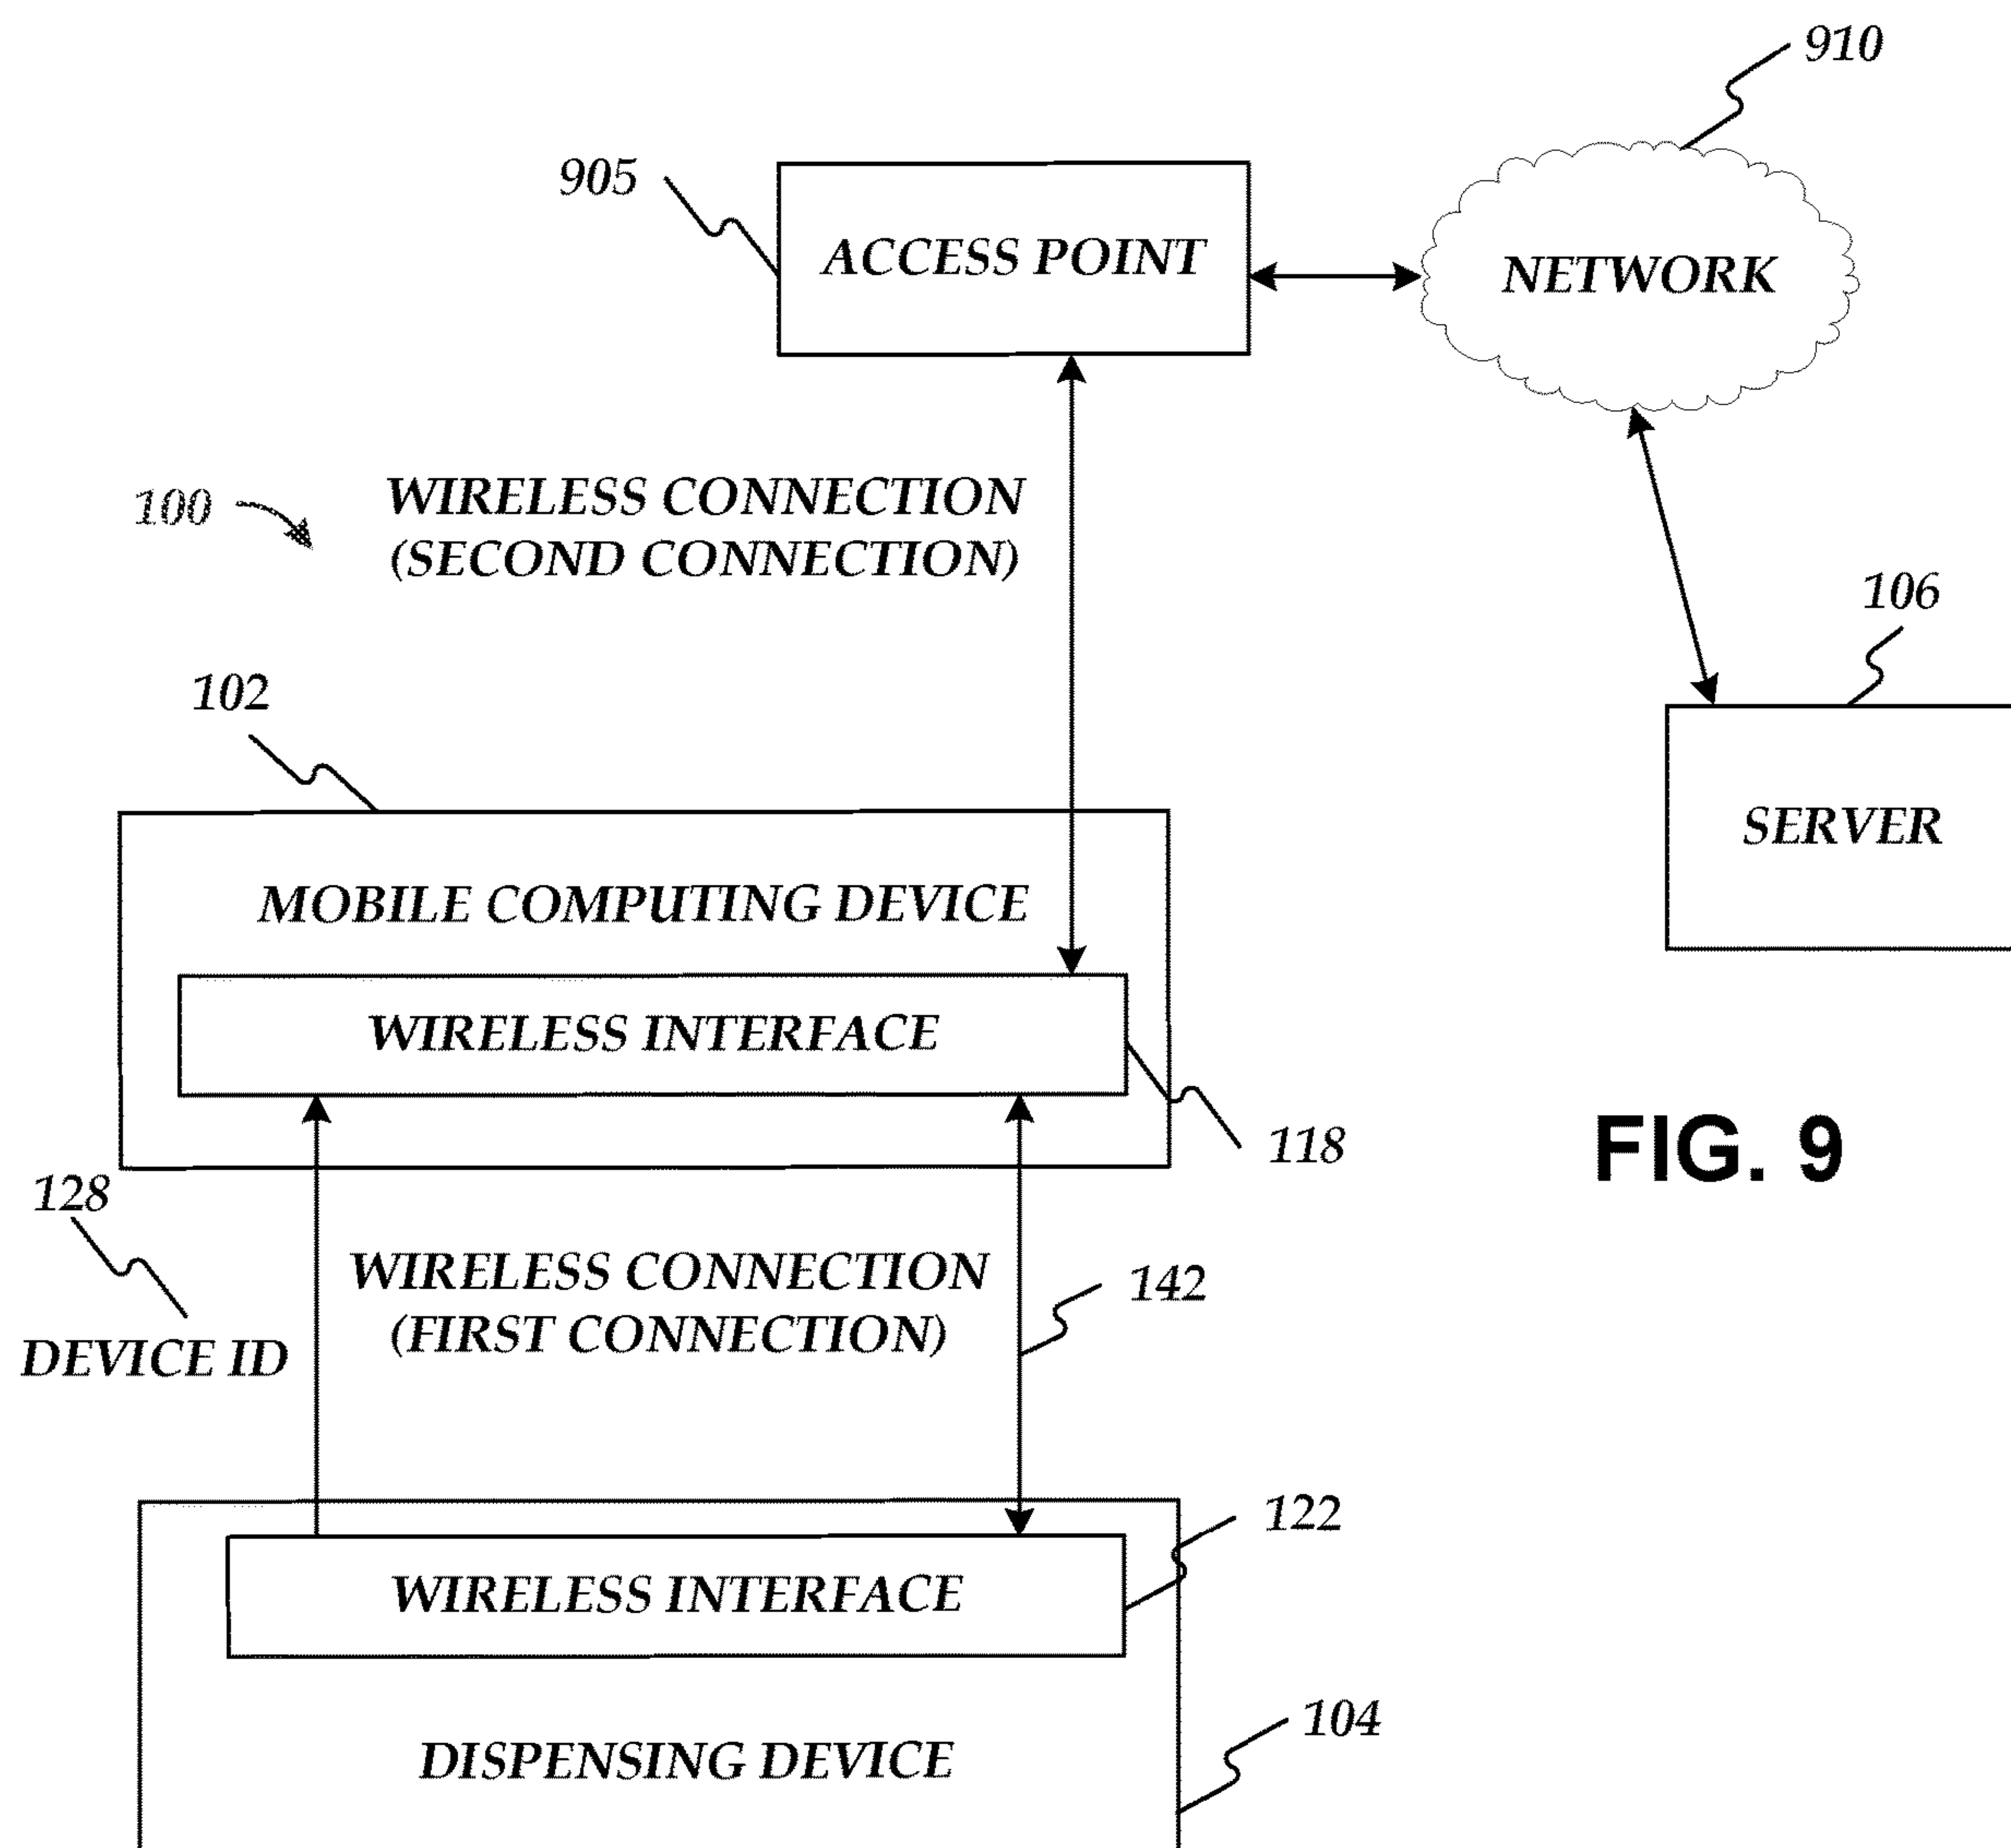 910
905
ACCESS POINT
NETWORK
100
WIRELESS CONNECTION
(SECOND CONNECTION)
106
102
SERVER
MOBILE COMPUTING DEVICE
WIRELESS INTERFACE
118
FIG. 9
128
WIRELESS CONNECTION
(FIRST CONNECTION)
142
DEVICE ID
122
WIRELESS INTERFACE
104
DISPENSING DEVICE